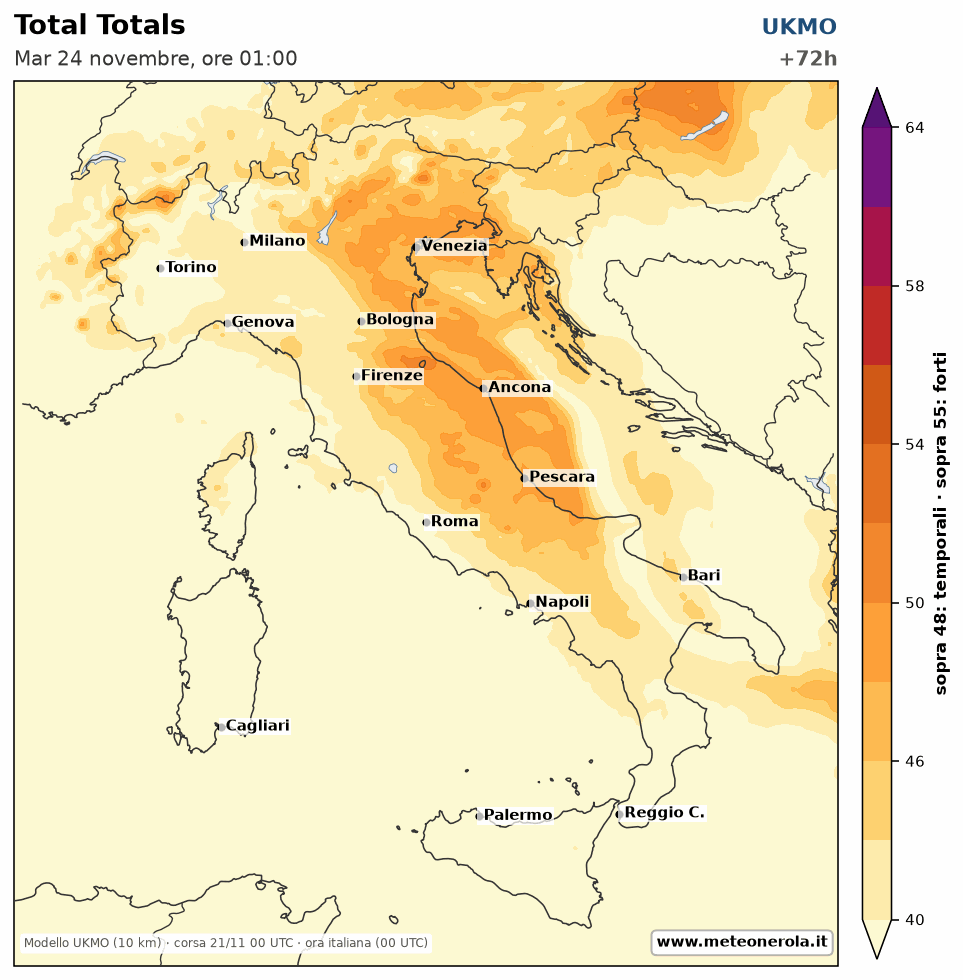 Total Totals
UKMO
Mar 24 novembre, ore 01:00
+72h
64
58
54
50
46
40
sopra 48: temporali · sopra 55: forti
Milano
Venezia
Torino
Genova
Bologna
Firenze
Ancona
Pescara
Roma
Bari
Napoli
Cagliari
Palermo
Reggio C.
Modello UKMO (10 km) · corsa 21/11 00 UTC · ora italiana (00 UTC)
www.meteonerola.it